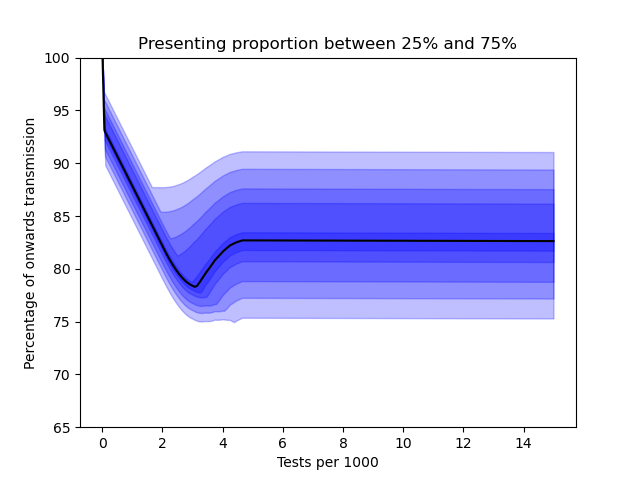 Presenting proportion between 25% and 75%
Percentage of onwards transmission
100
95
90
85
80
75
70
65
0 2 4 6 8 10 12 14
Tests per 1000